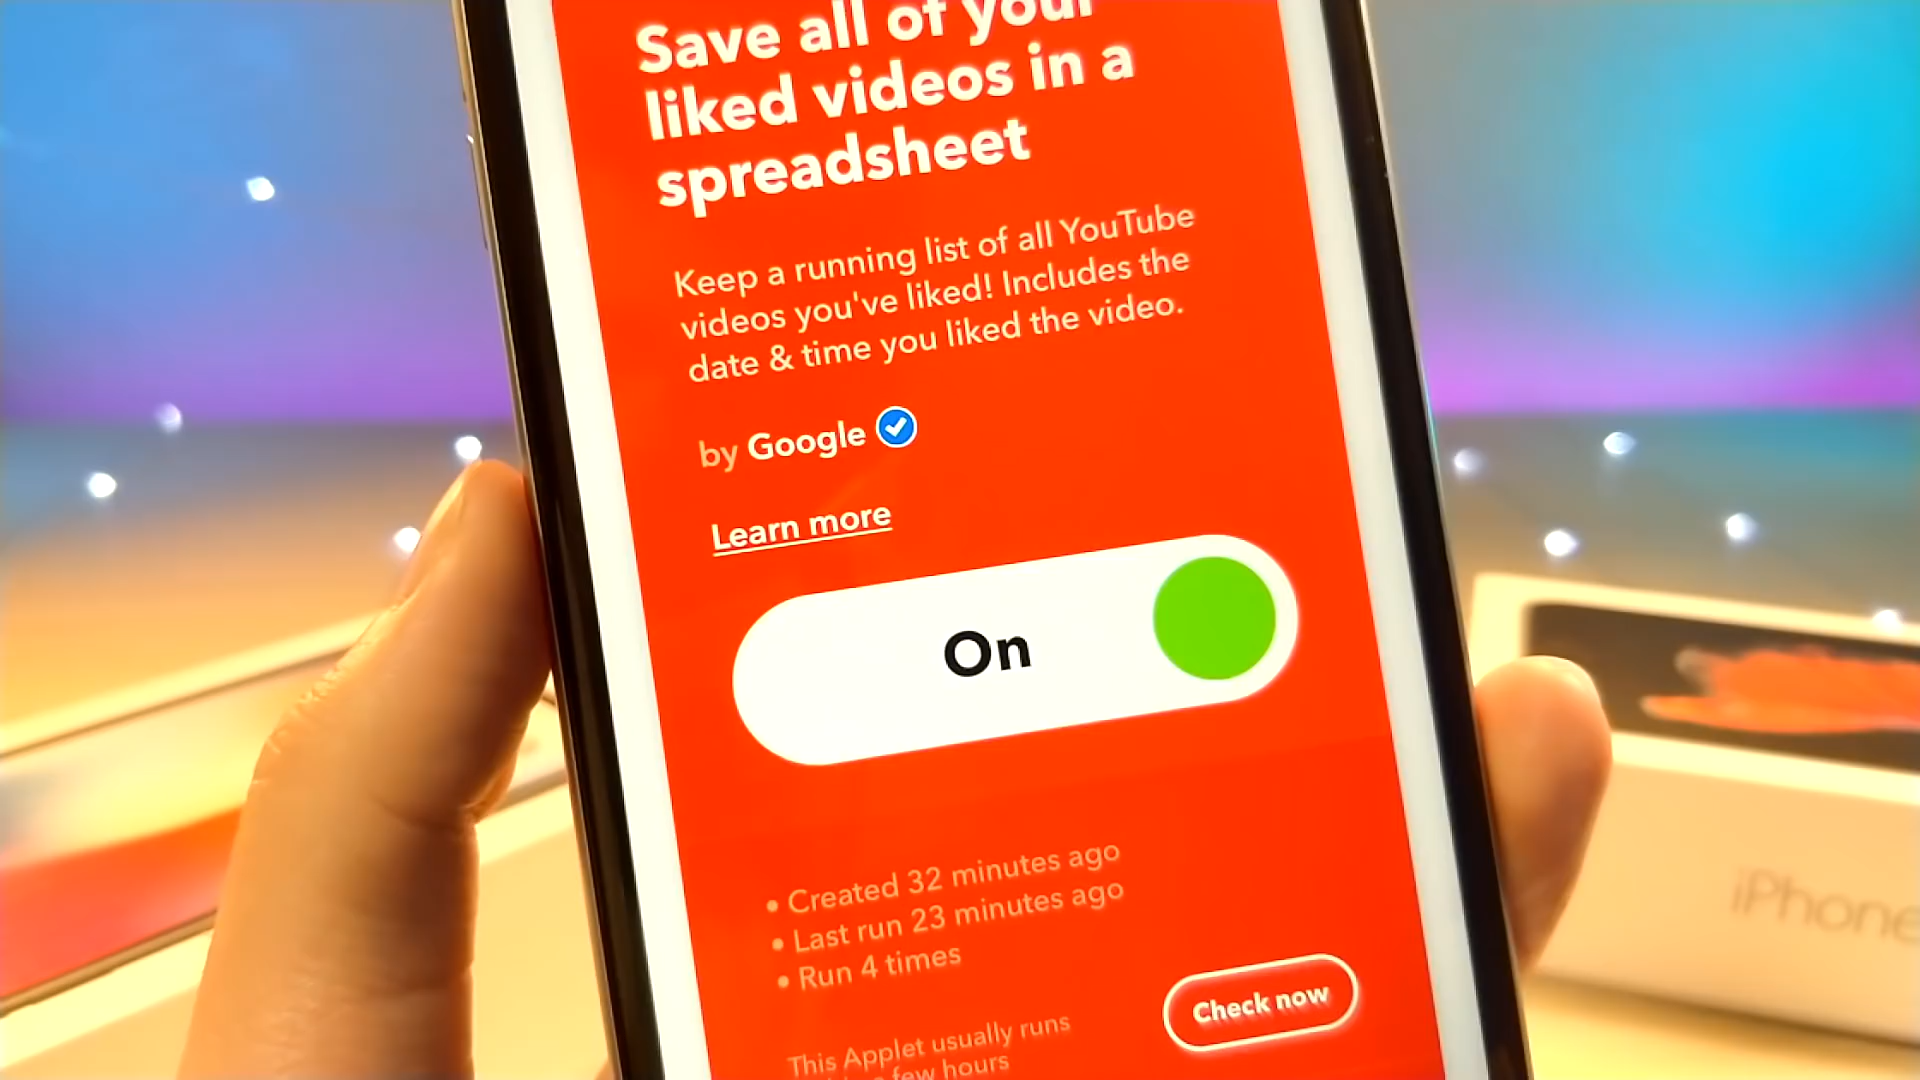 Save all of your
liked videos in a
spreadsheet
Keep a running list of all YouTube
videos you've liked! Includes the
date & time you liked the video.
by Google
Learn more
On
• Created 32 minutes ago
• Last run 23 minutes ago
• Run 4 times
Check now
This Applet usually runs
few hours
iPhone